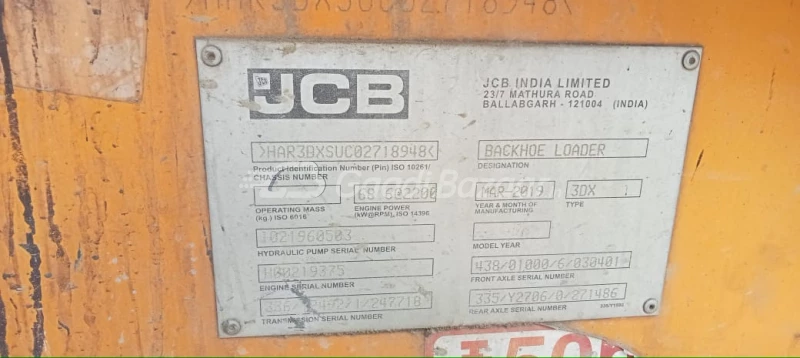 >HAR3DXSUC02718948<
JCB
JCB INDIA LIMITED
23/7 MATHURA ROAD
BALLABGARH - 121004 (INDIA)
>HAR3DXSUC02718948<
Product Identification Number (Pin) ISO 10261/
CHASSIS NUMBER
BACKHOE LOADER
DESIGNATION
OPERATING MASS
(kg.) ISO 6016
ENGINE POWER
(kW@RPM), ISO 14396
MAR-2019
YEAR & MONTH OF
MANUFACTURING
3DX
TYPE
1021960503
HYDRAULIC PUMP SERIAL NUMBER
MODEL YEAR
H00219375
ENGINE SERIAL NUMBER
438/01000/6/030401
FRONT AXLE SERIAL NUMBER
TRANSMISSION SERIAL NUMBER
335/Y2706/0/271486
REAR AXLE SERIAL NUMBER